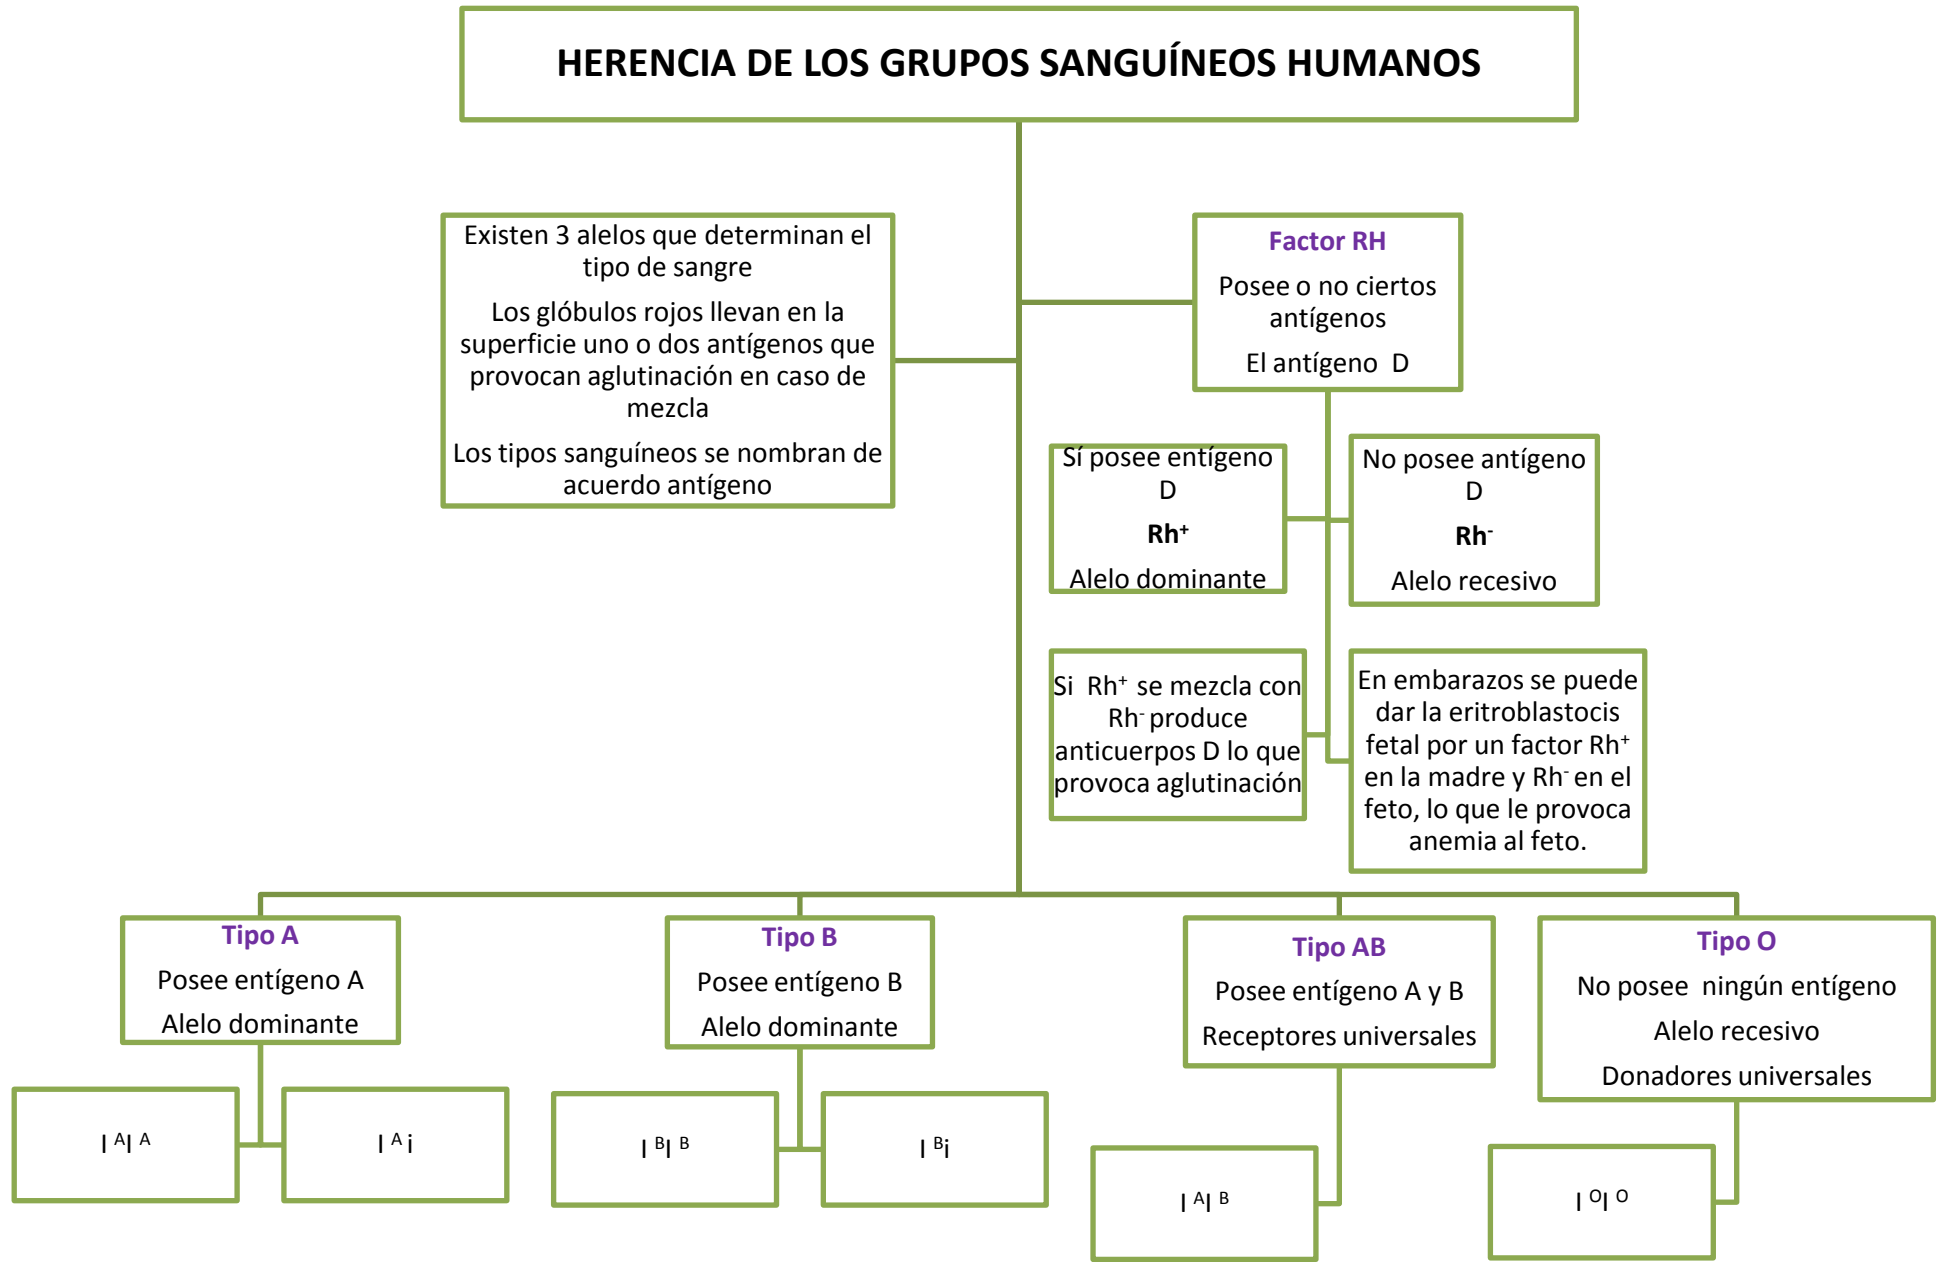 HERENCIA DE LOS GRUPOS SANGUÍNEOS HUMANOS
Existen 3 alelos que determinan el
tipo de sangre
Los glóbulos rojos llevan en la
superficie uno o dos antígenos que
provocan aglutinación en caso de
mezcla
Los tipos sanguíneos se nombran de
acuerdo antígeno
Factor RH
Posee o no ciertos
antígenos
El antígeno D
Sí posee entígeno
D
Rh⁺
Alelo dominante
No posee antígeno
D
Rh⁻
Alelo recesivo
Si Rh⁺ se mezcla con
Rh⁻ produce
anticuerpos D lo que
provoca aglutinación
En embarazos se puede
dar la eritroblastocis
fetal por un factor Rh⁺
en la madre y Rh⁻ en el
feto, lo que le provoca
anemia al feto.
Tipo A
Posee entígeno A
Alelo dominante
I ᴬI ᴬ
I ᴬ i
Tipo B
Posee entígeno B
Alelo dominante
I ᴮI ᴮ
I ᴮi
Tipo AB
Posee entígeno A y B
Receptores universales
I ᴬI ᴮ
Tipo O
No posee ningún entígeno
Alelo recesivo
Donadores universales
I ᴼI ᴼ